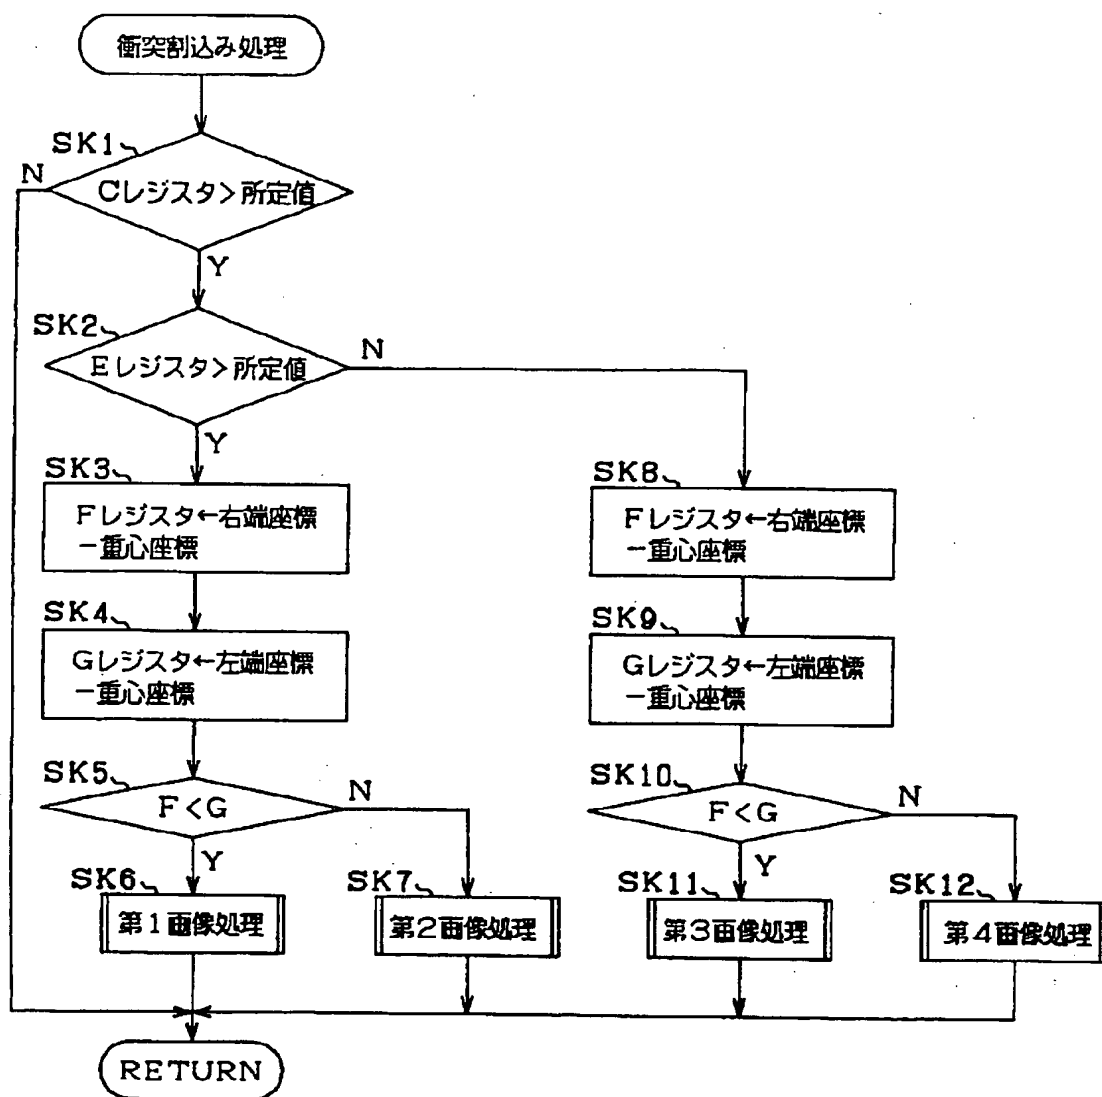 衝突割込み処理
SK1
N
Cレジスタ>所定値
Y
SK2
N
Eレジスタ>所定値
Y
SK3
Fレジスタ←右端座標
−重心座標
SK8
Fレジスタ←右端座標
−重心座標
SK4
Gレジスタ←左端座標
−重心座標
SK9
Gレジスタ←左端座標
−重心座標
SK5
F<G
N
Y
SK10
F<G
N
Y
SK6
第1画像処理
SK7
第2画像処理
SK11
第3画像処理
SK12
第4画像処理
RETURN